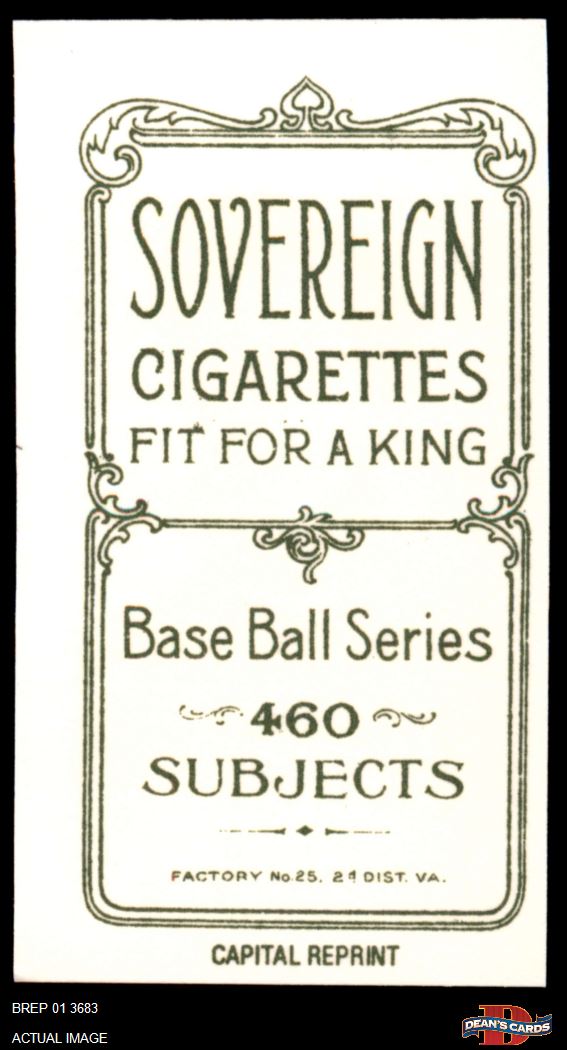 SOVEREIGN
CIGARETTES
FIT FOR A KING
Base Ball Series
460
SUBJECTS
FACTORY No.25. 2d DIST. VA.
CAPITAL REPRINT
BREP 01 3683
ACTUAL IMAGE
D
DEAN'S CARDS